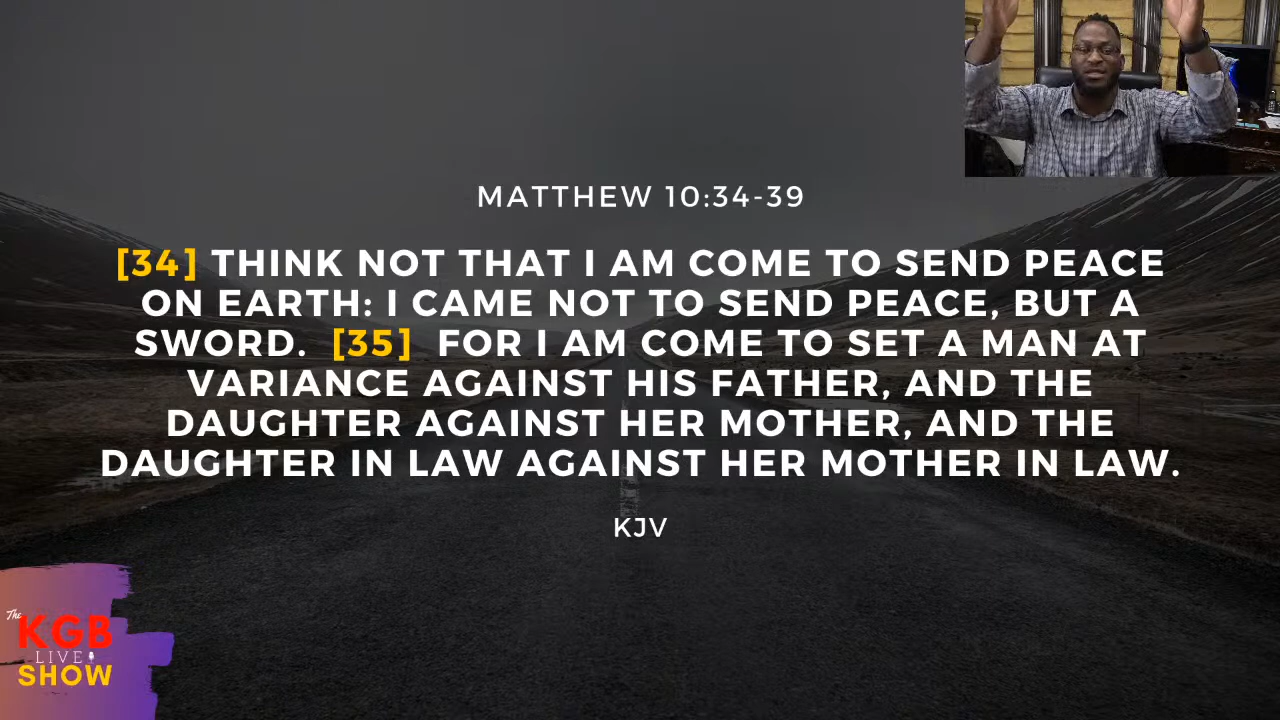 MATTHEW 10:34-39
[34] THINK NOT THAT I AM COME TO SEND PEACE
ON EARTH: I CAME NOT TO SEND PEACE, BUT A
SWORD. [35] FOR I AM COME TO SET A MAN AT
VARIANCE AGAINST HIS FATHER, AND THE
DAUGHTER AGAINST HER MOTHER, AND THE
DAUGHTER IN LAW AGAINST HER MOTHER IN LAW.
KJV
The
KGB
LIVE
SHOW